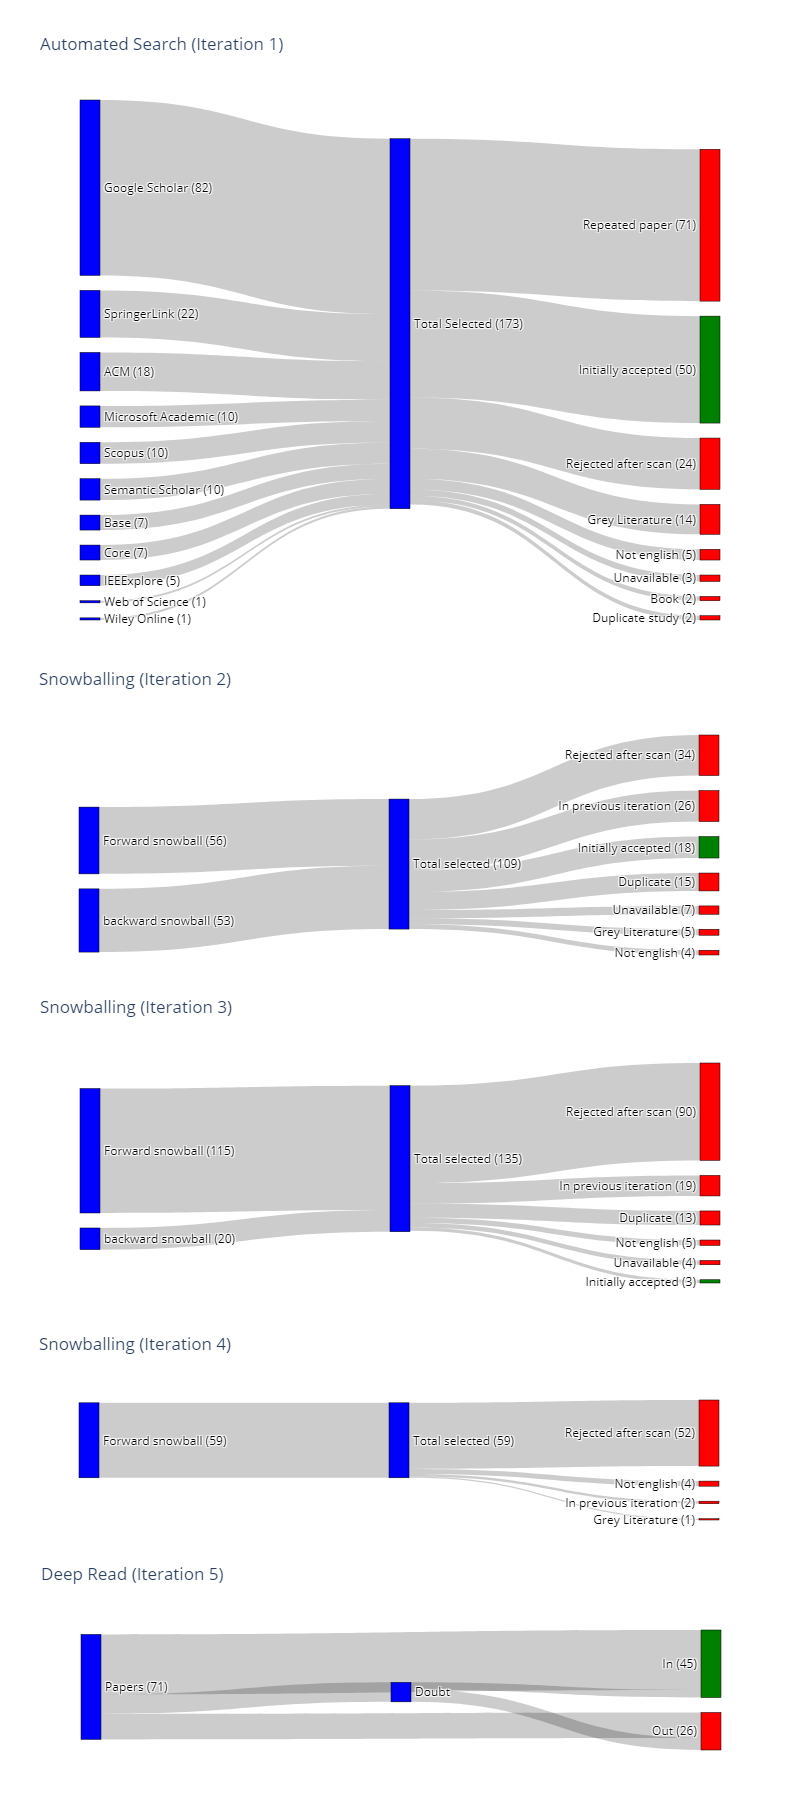 Automated Search (Iteration 1)
Google Scholar (82)
SpringerLink (22)
ACM (18)
Microsoft Academic (10)
Scopus (10)
Semantic Scholar (10)
Base (7)
Core (7)
IEEExplore (5)
Web of Science (1)
Wiley Online (1)
Total Selected (173)
Repeated paper (71)
Initially accepted (50)
Rejected after scan (24)
Grey Literature (14)
Not english (5)
Unavailable (3)
Book (2)
Duplicate study (2)
Snowballing (Iteration 2)
Forward snowball (56)
backward snowball (53)
Total selected (109)
Rejected after scan (34)
In previous iteration (26)
Initially accepted (18)
Duplicate (15)
Unavailable (7)
Grey Literature (5)
Not english (4)
Snowballing (Iteration 3)
Forward snowball (115)
backward snowball (20)
Total selected (135)
Rejected after scan (90)
In previous iteration (19)
Duplicate (13)
Not english (5)
Unavailable (4)
Initially accepted (3)
Snowballing (Iteration 4)
Forward snowball (59)
Total selected (59)
Rejected after scan (52)
Not english (4)
In previous iteration (2)
Grey Literature (1)
Deep Read (Iteration 5)
Papers (71)
Doubt
In (45)
Out (26)